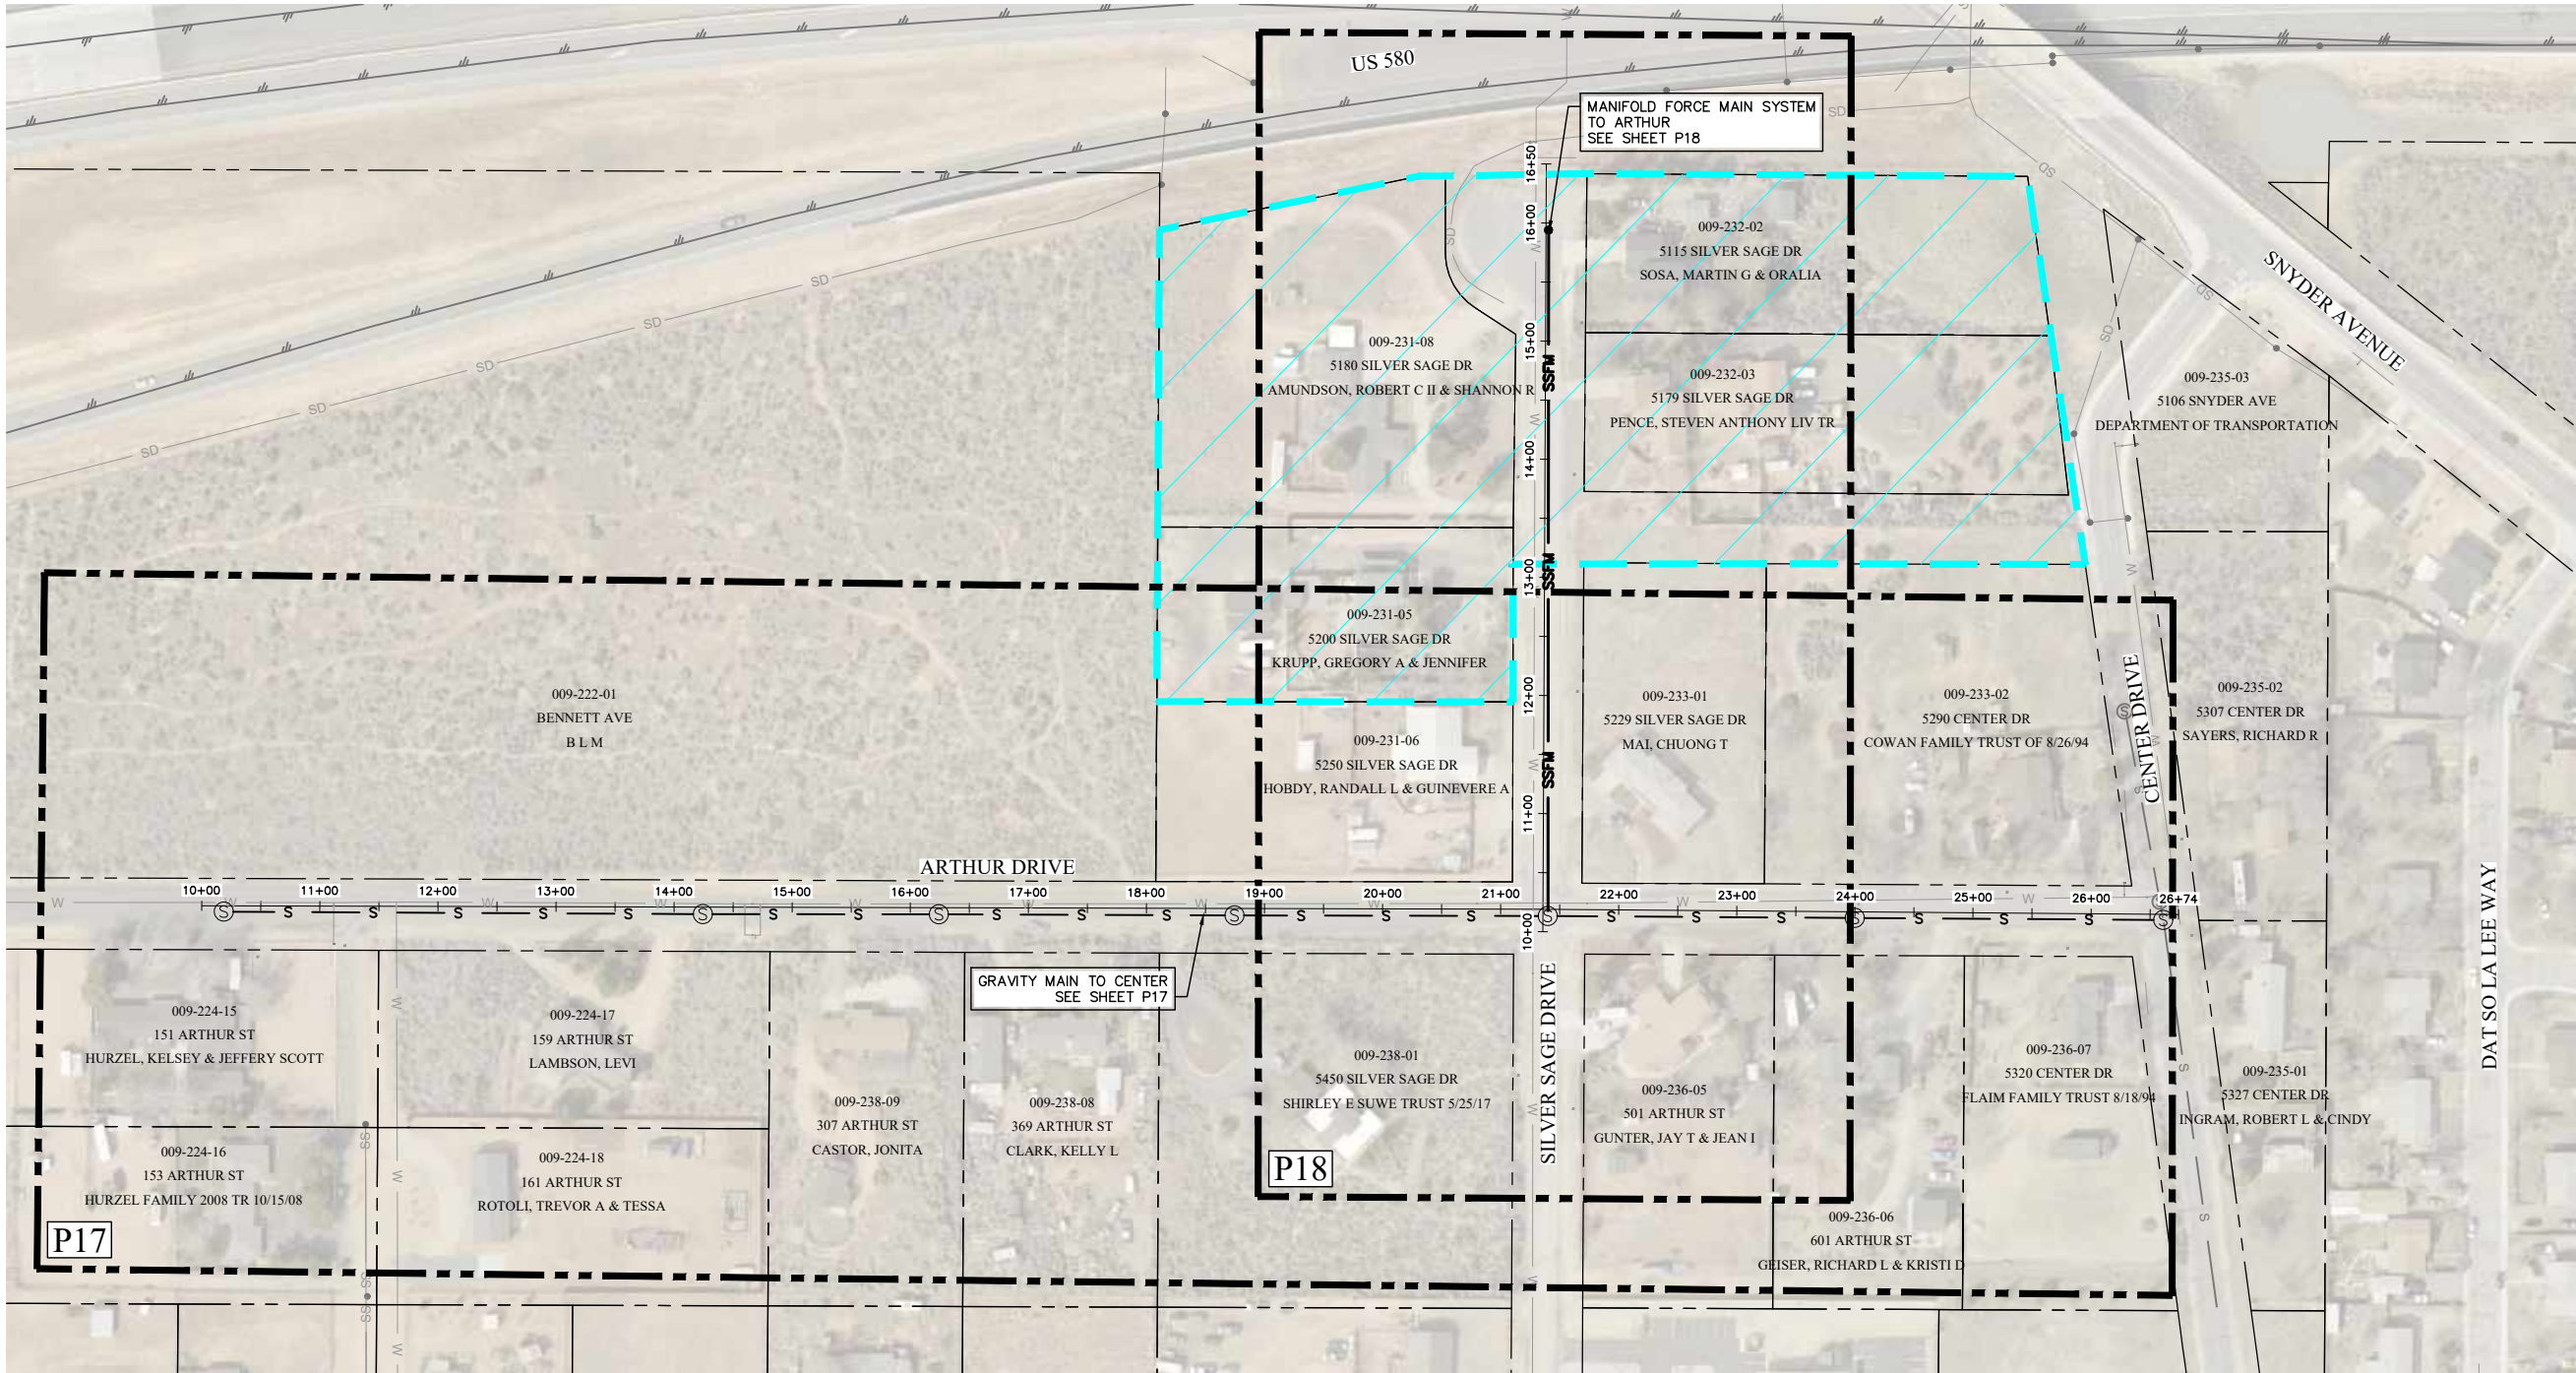 US 580
MANIFOLD FORCE MAIN SYSTEM
TO ARTHUR
SEE SHEET P18
16+50
16+00
15+00
14+00
13+00
12+00
11+00
10+00
SSFM
SSFM
SSFM
009-232-02
5115 SILVER SAGE DR
SOSA, MARTIN G & ORALIA
009-231-08
5180 SILVER SAGE DR
AMUNDSON, ROBERT C II & SHANNON R
009-232-03
5179 SILVER SAGE DR
PENCE, STEVEN ANTHONY LIV TR
SNYDER AVENUE
009-235-03
5106 SNYDER AVE
DEPARTMENT OF TRANSPORTATION
009-231-05
5200 SILVER SAGE DR
KRUPP, GREGORY A & JENNIFER
009-222-01
BENNETT AVE
B L M
009-231-06
5250 SILVER SAGE DR
HOBDY, RANDALL L & GUINEVERE A
009-233-01
5229 SILVER SAGE DR
MAI, CHUONG T
009-233-02
5290 CENTER DR
COWAN FAMILY TRUST OF 8/26/94
CENTER DRIVE
009-235-02
5307 CENTER DR
SAYERS, RICHARD R
ARTHUR DRIVE
10+00 11+00 12+00 13+00 14+00 15+00 16+00 17+00 18+00 19+00 20+00 21+00 22+00 23+00 24+00 25+00 26+00 26+74
S S S S S S S S S S S S S S S S S S S S S S S S S S S
GRAVITY MAIN TO CENTER
SEE SHEET P17
SILVER SAGE DRIVE
DAT SO LA LEE WAY
009-224-15
151 ARTHUR ST
HURZEL, KELSEY & JEFFERY SCOTT
009-224-17
159 ARTHUR ST
LAMBSON, LEVI
009-238-09
307 ARTHUR ST
CASTOR, JONITA
009-238-08
369 ARTHUR ST
CLARK, KELLY L
009-238-01
5450 SILVER SAGE DR
SHIRLEY E SUWE TRUST 5/25/17
009-236-05
501 ARTHUR ST
GUNTER, JAY T & JEAN I
009-236-07
5320 CENTER DR
FLAIM FAMILY TRUST 8/18/94
009-235-01
5327 CENTER DR
INGRAM, ROBERT L & CINDY
009-224-16
153 ARTHUR ST
HURZEL FAMILY 2008 TR 10/15/08
009-224-18
161 ARTHUR ST
ROTOLI, TREVOR A & TESSA
009-236-06
601 ARTHUR ST
GEISER, RICHARD L & KRISTI D
P17
P18